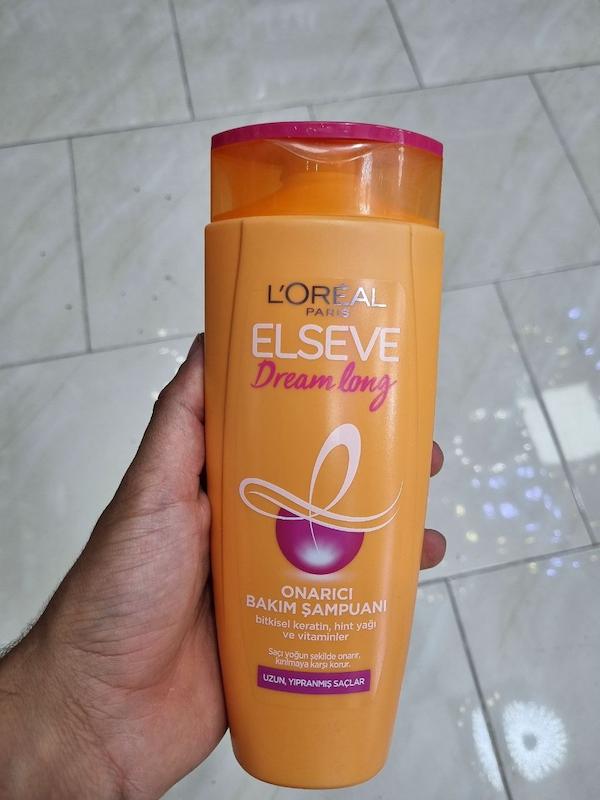 L'ORÉAL
PARIS
ELSEVE
Dream long
ONARICI
BAKIM ŞAMPUANI
bitkisel keratin, hint yağı
ve vitaminler
Saçı yoğun şekilde onarır,
kırılmaya karşı korur.
UZUN, YIPRANMIŞ SAÇLAR